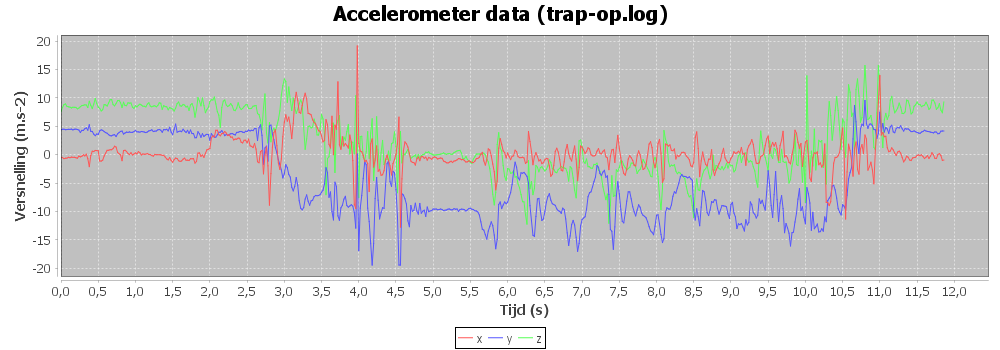 Accelerometer data (trap-op.log)
Versnelling (m.s-2)
20
15
10
5
0
-5
-10
-15
-20
0,0 0,5 1,0 1,5 2,0 2,5 3,0 3,5 4,0 4,5 5,0 5,5 6,0 6,5 7,0 7,5 8,0 8,5 9,0 9,5 10,0 10,5 11,0 11,5 12,0
Tijd (s)
x y z